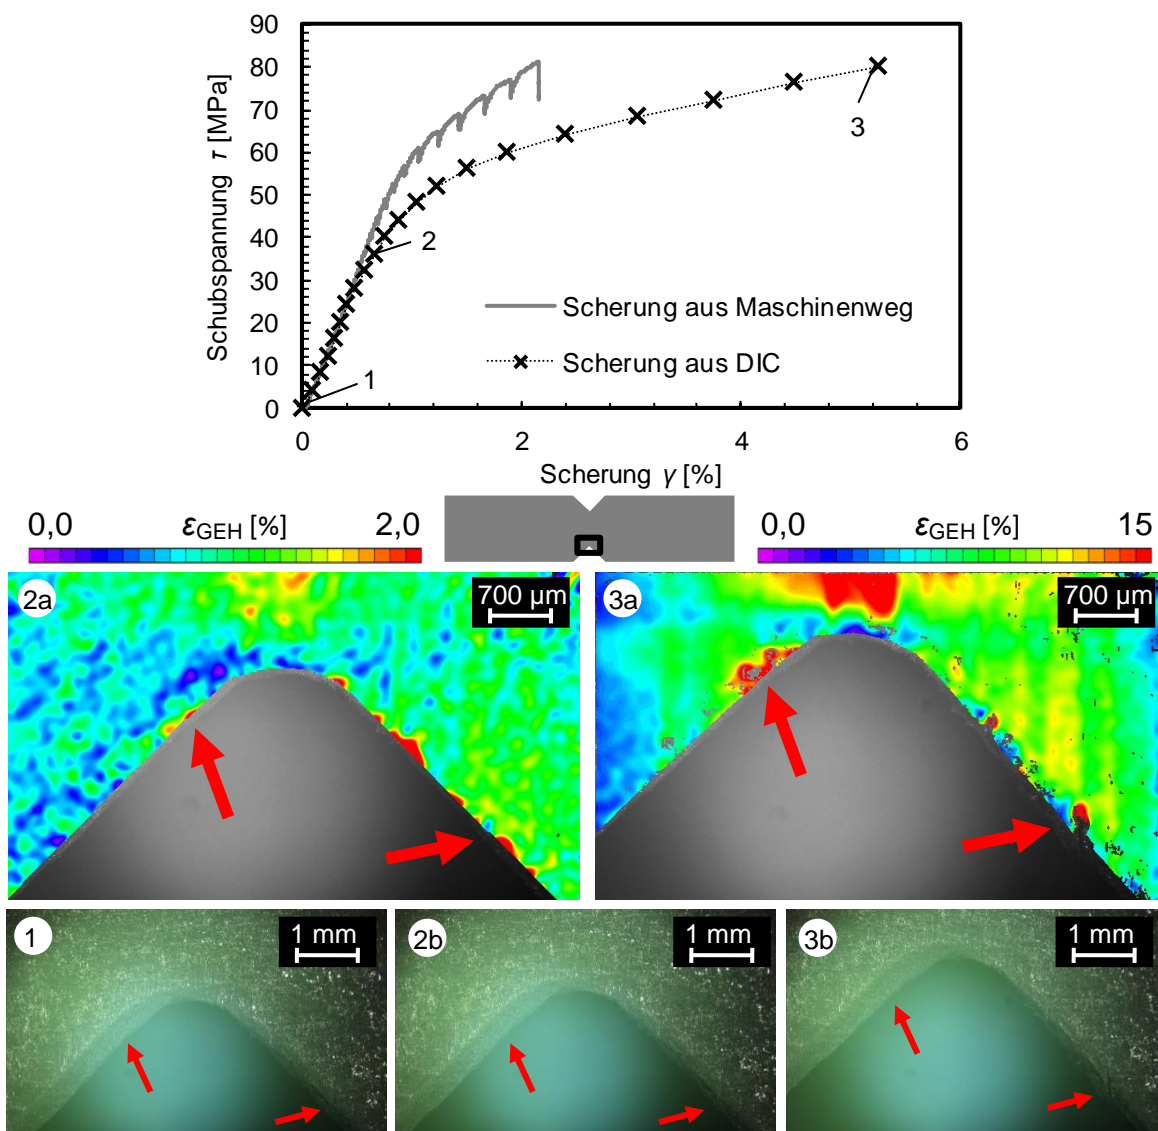 90
80
70
60
50
40
30
20
10
0
Schubspannung τ [MPa]
3
2
1
Scherung aus Maschinenweg
Scherung aus DIC
0 2 4 6
Scherung γ [%]
0,0 εGEH [%] 2,0
0,0 εGEH [%] 15
2a
700 µm
3a
700 µm
1
1 mm
2b
1 mm
3b
1 mm